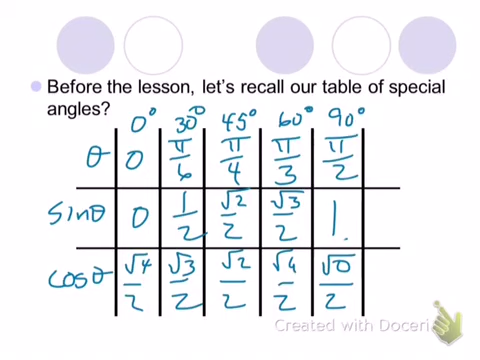 Before the lesson, let's recall our table of special
angles?
0° 30° 45° 60° 90°
θ 0 π/6 π/4 π/3 π/2
sinθ 0 1/2 √2/2 √3/2 1.
cosθ √4/2 √3/2 √2/2 √4/2 √0/2
Created with Doceri